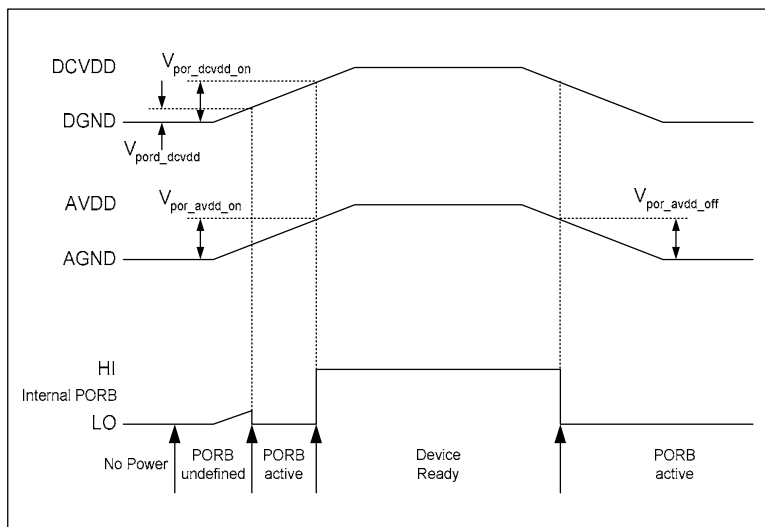 DCVDD
V_por_dcvdd_on
DGND
V_pord_dcvdd
AVDD
V_por_avdd_on
V_por_avdd_off
AGND
HI
Internal PORB
LO
No Power
PORB
undefined
PORB
active
Device
Ready
PORB
active